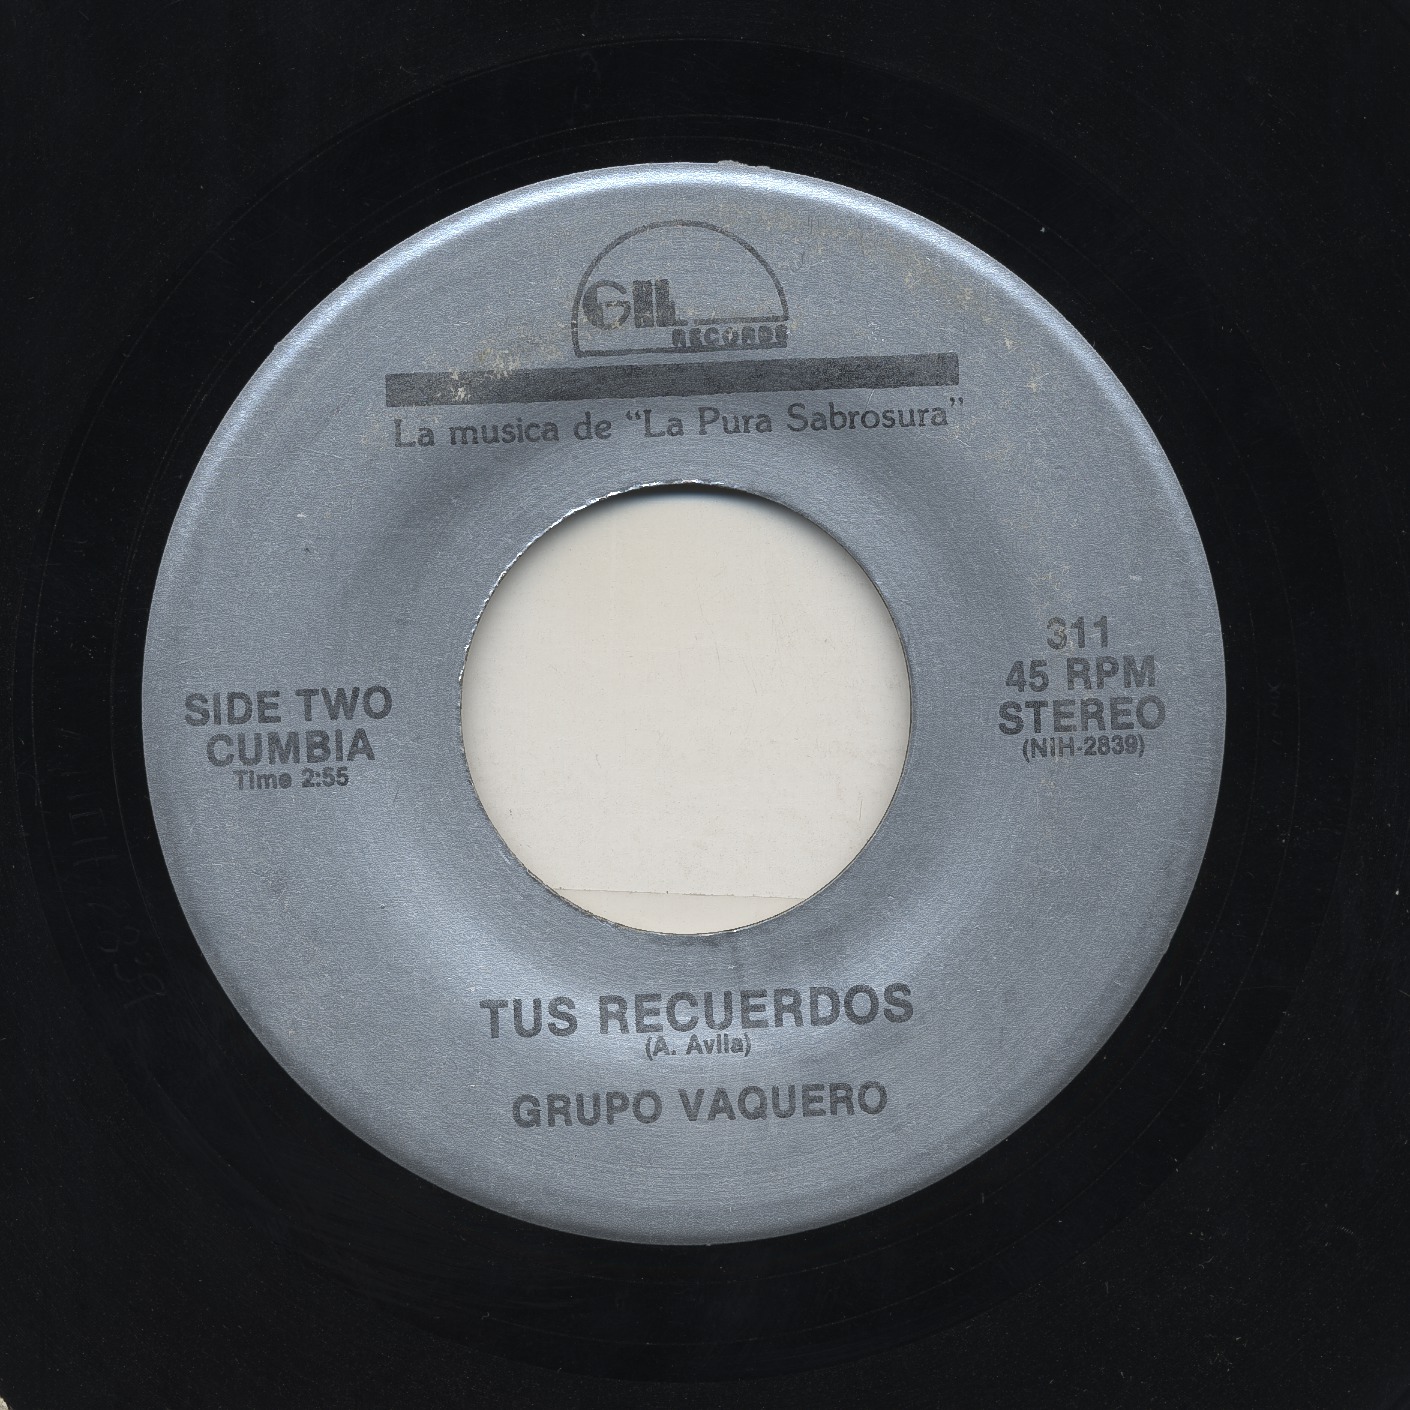 GIL
RECORDS
La musica de "La Pura Sabrosura"
SIDE TWO
CUMBIA
Time 2:55
311
45 RPM
STEREO
(NIH-2839)
TUS RECUERDOS
(A. Avila)
GRUPO VAQUERO